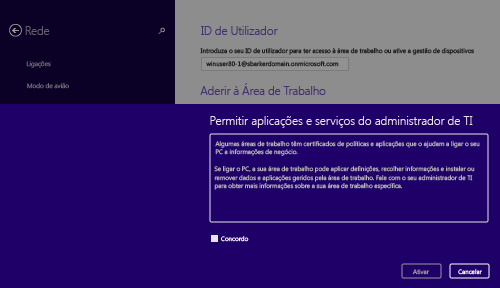 Rede
Ligações
Modo de avião
ID de Utilizador
Introduza o seu ID de utilizador para ter acesso à área de trabalho ou ative a gestão de dispositivos
winuser80-1@sbarkerdomain.onmicrosoft.com
Aderir à Área de Trabalho
Permitir aplicações e serviços do administrador de TI
Algumas áreas de trabalho têm certificados de políticas e aplicações que o ajudam a ligar o seu
PC a informações de negócio.
Se ligar o PC, a sua área de trabalho pode aplicar definições, recolher informações e instalar ou
remover dados e aplicações geridos pela área de trabalho. Fale com o seu administrador de TI
para obter mais informações sobre a sua área de trabalho específica.
Concordo
Ativar
Cancelar